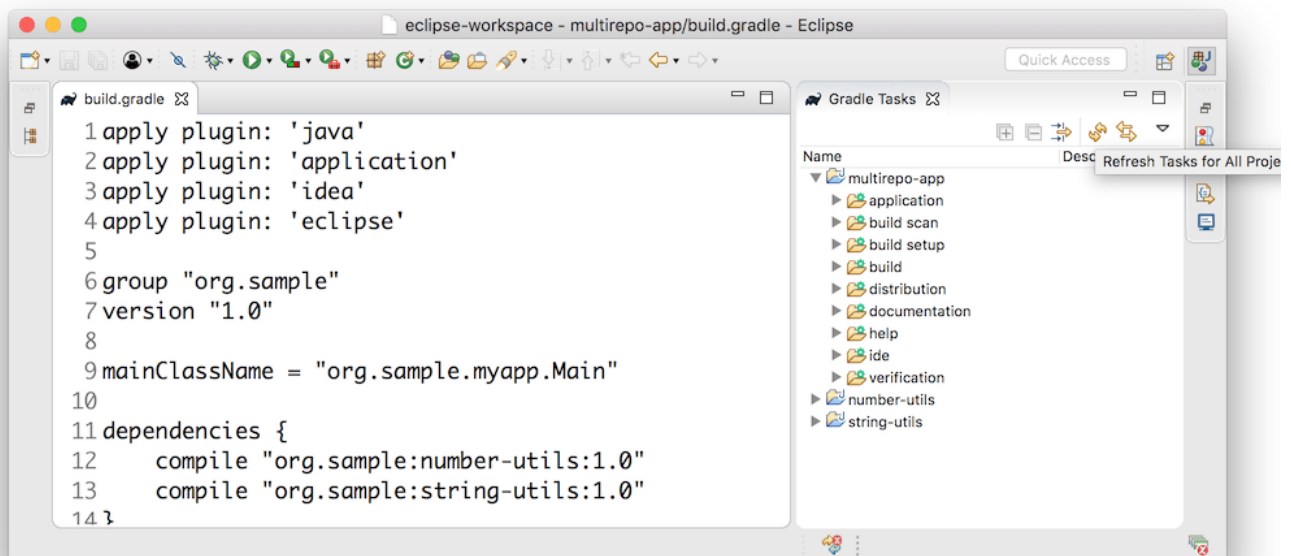 eclipse-workspace - multirepo-app/build.gradle - Eclipse
Quick Access
build.gradle
1 apply plugin: 'java'
2 apply plugin: 'application'
3 apply plugin: 'idea'
4 apply plugin: 'eclipse'
5
6 group "org.sample"
7 version "1.0"
8
9 mainClassName = "org.sample.myapp.Main"
10
11 dependencies {
12     compile "org.sample:number-utils:1.0"
13     compile "org.sample:string-utils:1.0"
14 }
Gradle Tasks
Name Desc
Refresh Tasks for All Proje
multirepo-app
application
build scan
build setup
build
distribution
documentation
help
ide
verification
number-utils
string-utils